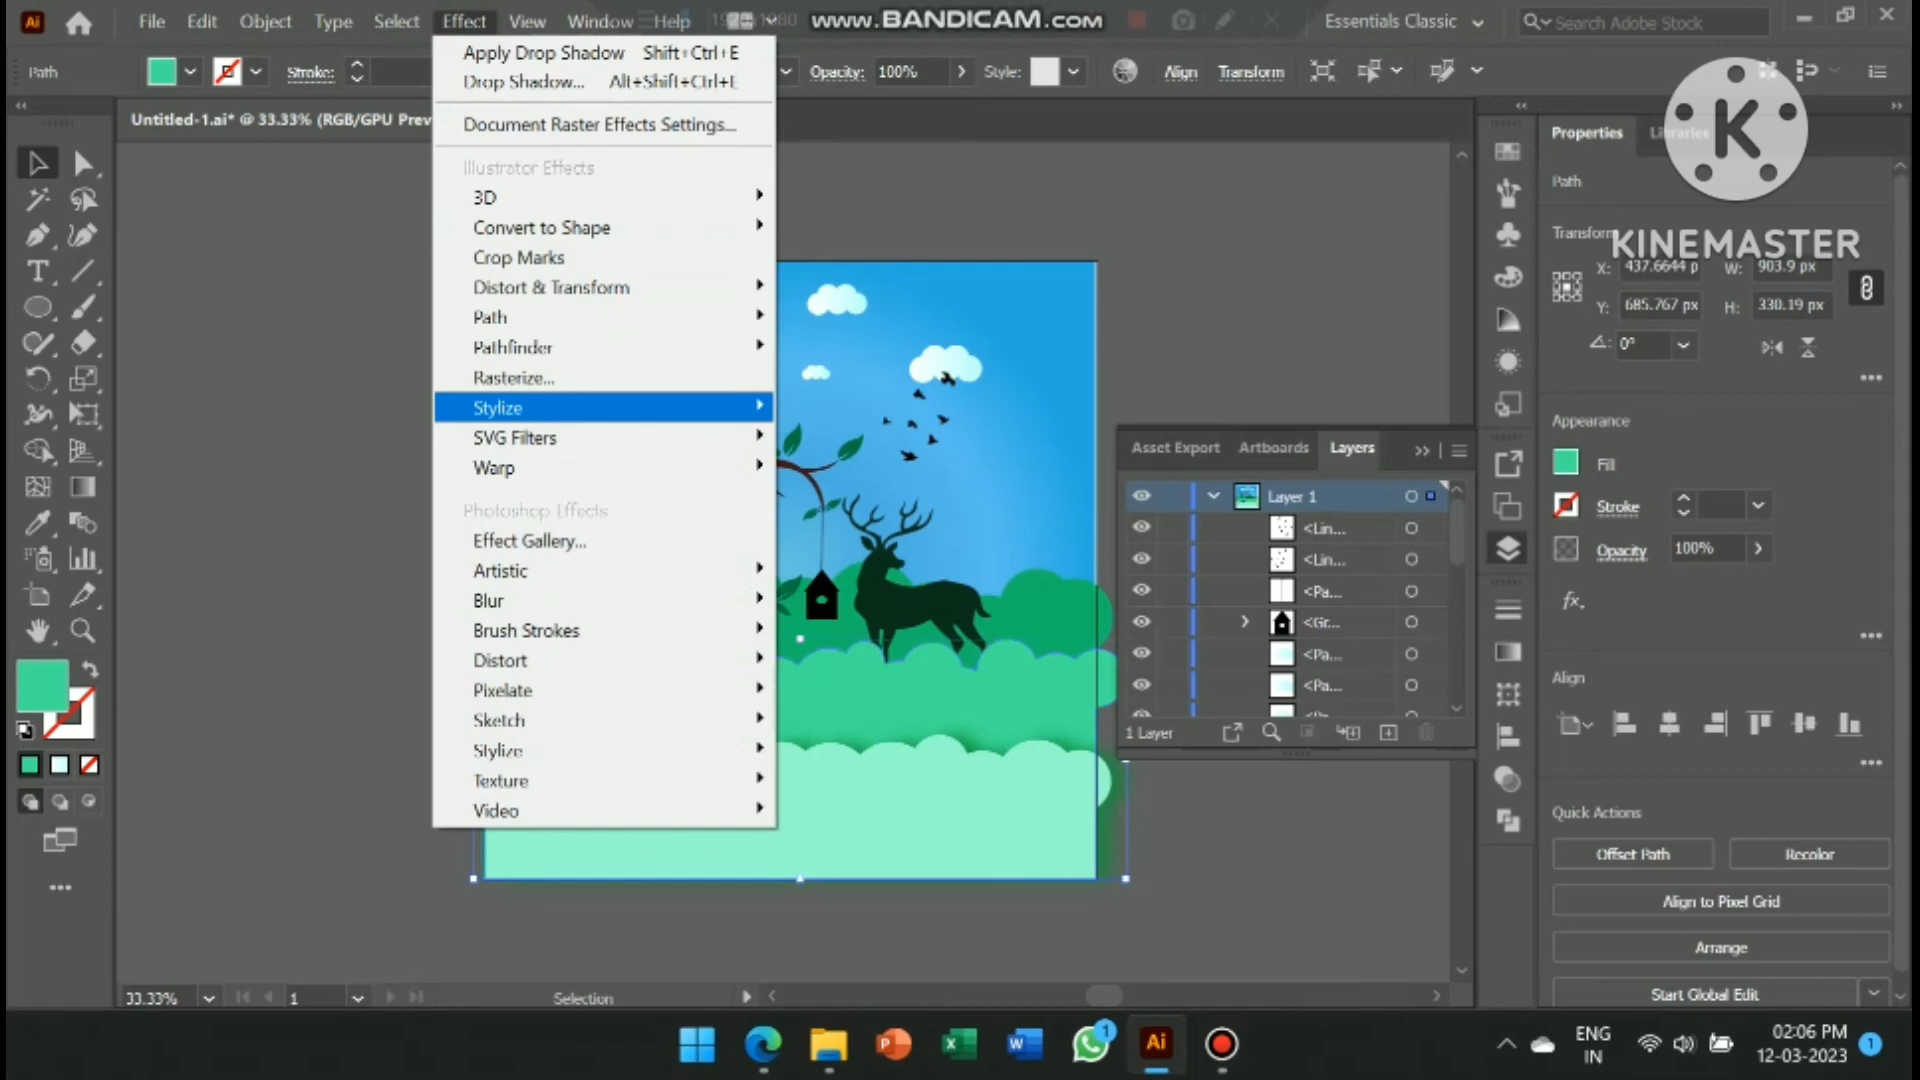 Ai File Edit Object Type Select Effect View Window Help www.BANDICAM.com Essentials Classic Search Adobe Stock
Path Stroke: Opacity: 100% Style: Align Transform
Untitled-1.ai* @ 33.33% (RGB/GPU Prev
Apply Drop Shadow Shift+Ctrl+E
Drop Shadow... Alt+Shift+Ctrl+E
Document Raster Effects Settings...
Illustrator Effects
3D
Convert to Shape
Crop Marks
Distort & Transform
Path
Pathfinder
Rasterize...
Stylize
SVG Filters
Warp
Photoshop Effects
Effect Gallery...
Artistic
Blur
Brush Strokes
Distort
Pixelate
Sketch
Stylize
Texture
Video
Asset Export Artboards Layers
Layer 1
<Lin...
<Lin...
<Pa...
<Gr...
<Pa...
<Pa...
1 Layer
Properties Libraries
K
KINEMASTER
Path
Transform
X: 437.6644 p W: 903.9 px
Y: 685.767 px H: 330.19 px
0°
Appearance
Fill
Stroke
Opacity 100%
fx.
Align
Quick Actions
Offset Path Recolor
Align to Pixel Grid
Arrange
Start Global Edit
33.33% 1 Selection
P X W 1 Ai ENG
IN
02:06 PM
12-03-2023
1